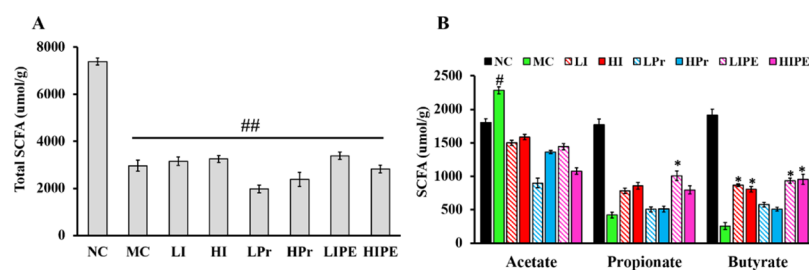 A
Total SCFA (umol/g)
8000
6000
4000
2000
0
##
NC MC LI HI LPr HPr LIPE HIPE
B
NC MC LI HI LPr HPr LIPE HIPE
SCFA (umol/g)
2500
2000
1500
1000
500
0
#
*
* * * *
Acetate Propionate Butyrate